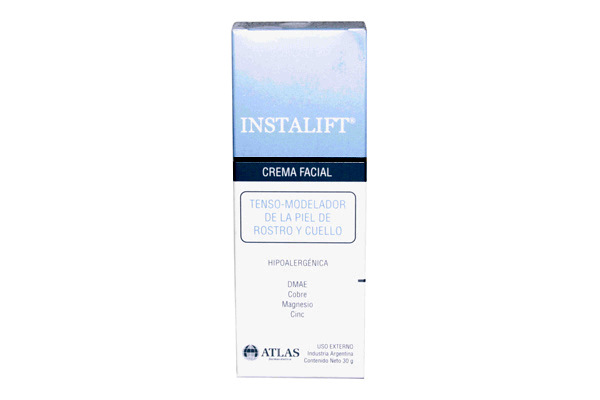 INSTALIFT®
CREMA FACIAL
TENSO-MODELADOR
DE LA PIEL DE
ROSTRO Y CUELLO
HIPOALERGÉNICA
DMAE
Cobre
Magnesio
Cinc
ATLAS
USO EXTERNO
Industria Argentina
Contenido Neto 30 g